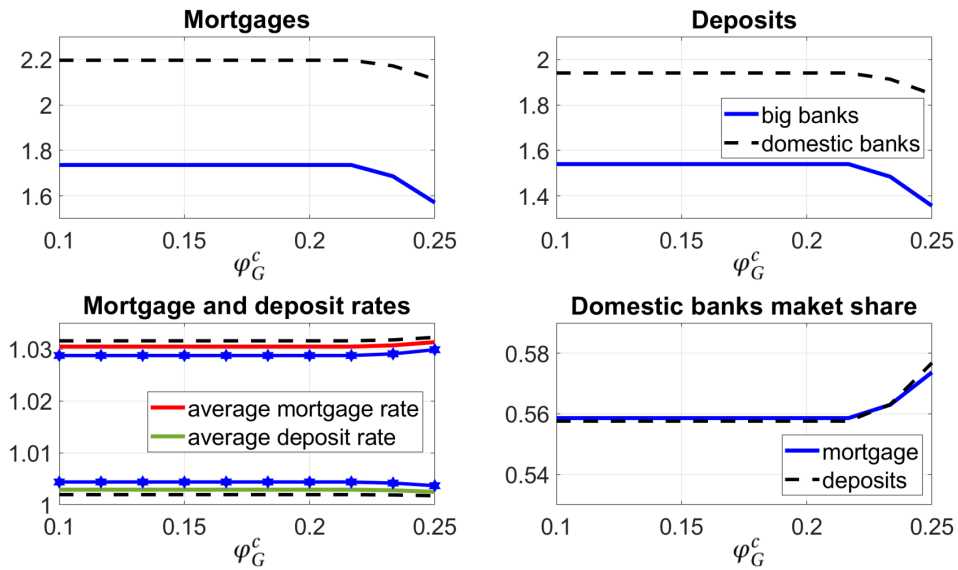 Mortgages
2.2
2
1.8
1.6
0.1 0.15 0.2 0.25
φ_G^c
Deposits
2
1.8
1.6
1.4
big banks
domestic banks
0.1 0.15 0.2 0.25
φ_G^c
Mortgage and deposit rates
1.03
1.02
1.01
1
average mortgage rate
average deposit rate
0.1 0.15 0.2 0.25
φ_G^c
Domestic banks maket share
0.58
0.56
0.54
mortgage
deposits
0.1 0.15 0.2 0.25
φ_G^c